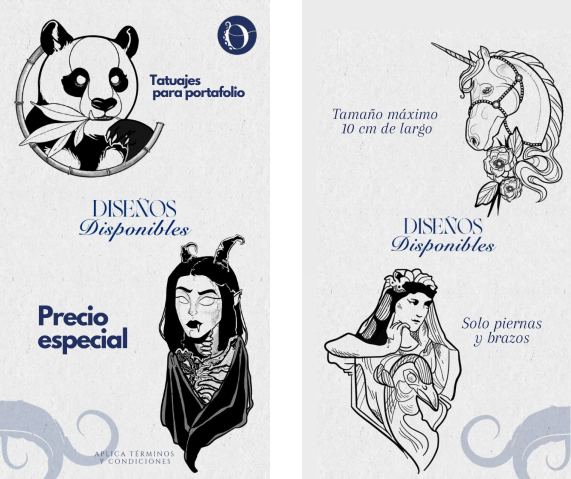 Tatuajes
para portafolio
DISEÑOS
Disponibles
Precio
especial
APLICA TÉRMINOS
Y CONDICIONES
Tamaño máximo
10 cm de largo
DISEÑOS
Disponibles
Solo piernas
y brazos